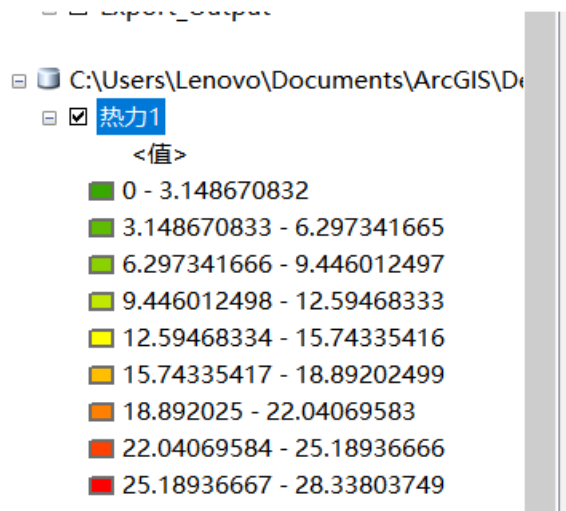 C:\Users\Lenovo\Documents\ArcGIS\De
热力1
<值>
0 - 3.148670832
3.148670833 - 6.297341665
6.297341666 - 9.446012497
9.446012498 - 12.59468333
12.59468334 - 15.74335416
15.74335417 - 18.89202499
18.892025 - 22.04069583
22.04069584 - 25.18936666
25.18936667 - 28.33803749